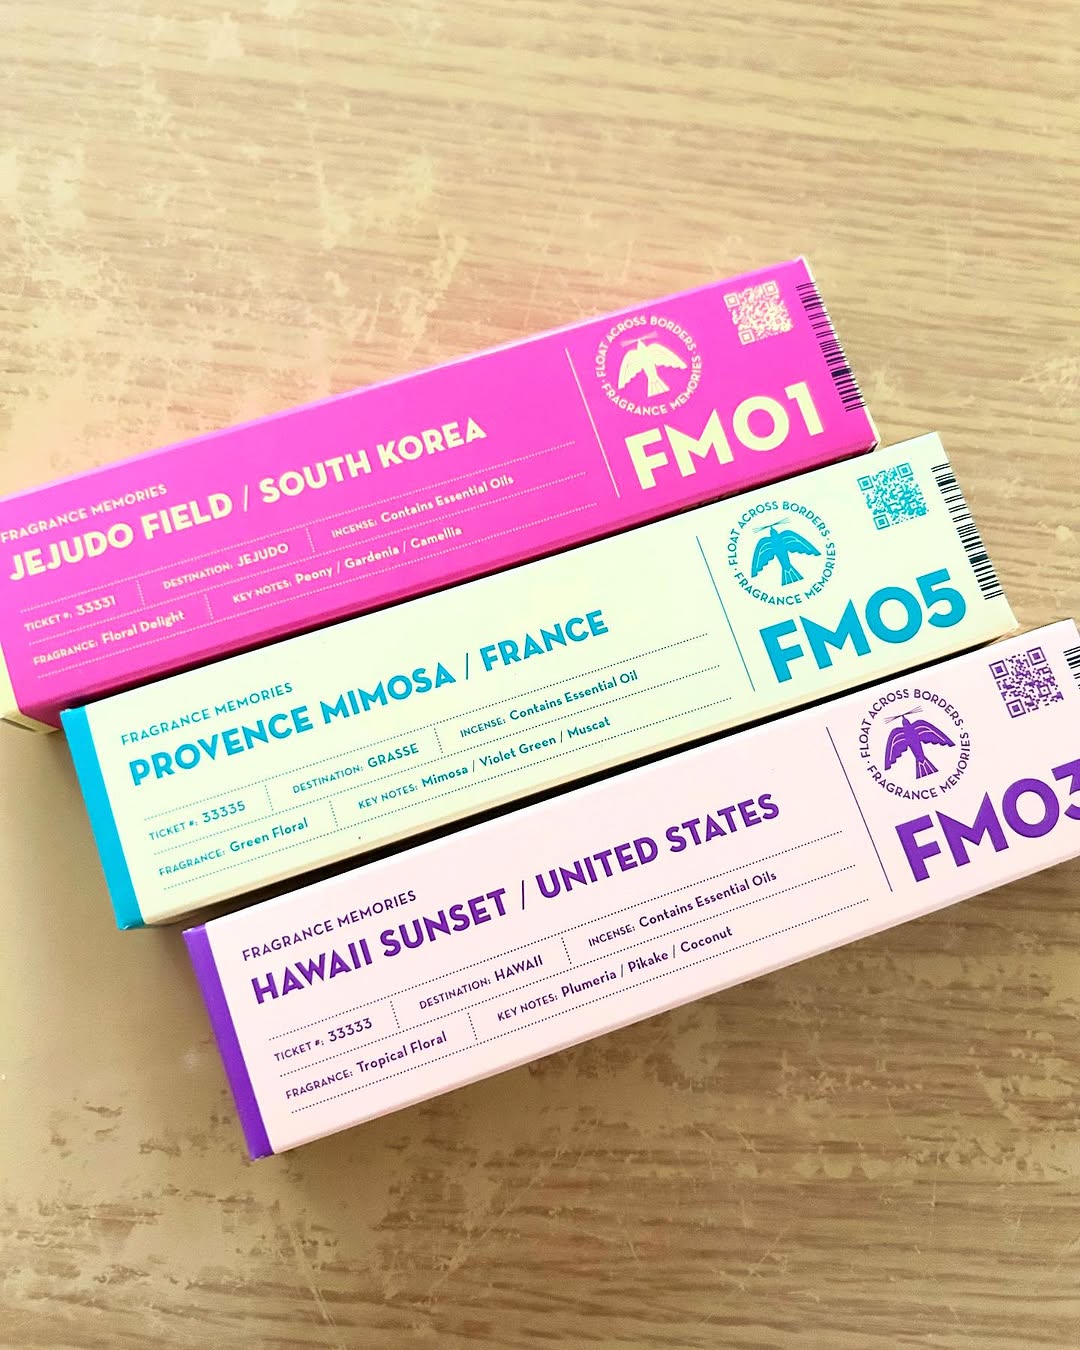 FRAGRANCE MEMORIES
JEJUDO FIELD / SOUTH KOREA
TICKET #: 33331 DESTINATION: JEJUDO INCENSE: Contains Essential Oils
FRAGRANCE: Floral Delight KEY NOTES: Peony / Gardenia / Camellia
· FLOAT ACROSS BORDERS · FRAGRANCE MEMORIES
FM01
FRAGRANCE MEMORIES
PROVENCE MIMOSA / FRANCE
TICKET #: 33335 DESTINATION: GRASSE INCENSE: Contains Essential Oil
FRAGRANCE: Green Floral KEY NOTES: Mimosa / Violet Green / Muscat
· FLOAT ACROSS BORDERS · FRAGRANCE MEMORIES
FM05
FRAGRANCE MEMORIES
HAWAII SUNSET / UNITED STATES
TICKET #: 33333 DESTINATION: HAWAII INCENSE: Contains Essential Oils
FRAGRANCE: Tropical Floral KEY NOTES: Plumeria / Pikake / Coconut
· FLOAT ACROSS BORDERS · FRAGRANCE MEMORIES
FM03